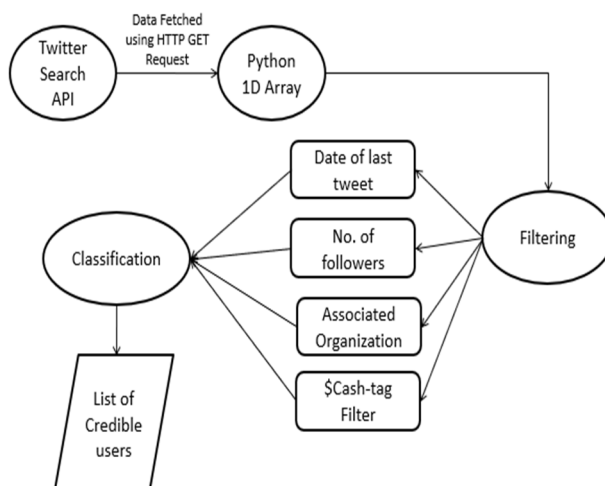 Data Fetched
using HTTP GET
Request
Twitter
Search
API
Python
1D Array
Date of last
tweet
No. of
followers
Associated
Organization
$Cash-tag
Filter
Filtering
Classification
List of
Credible
users